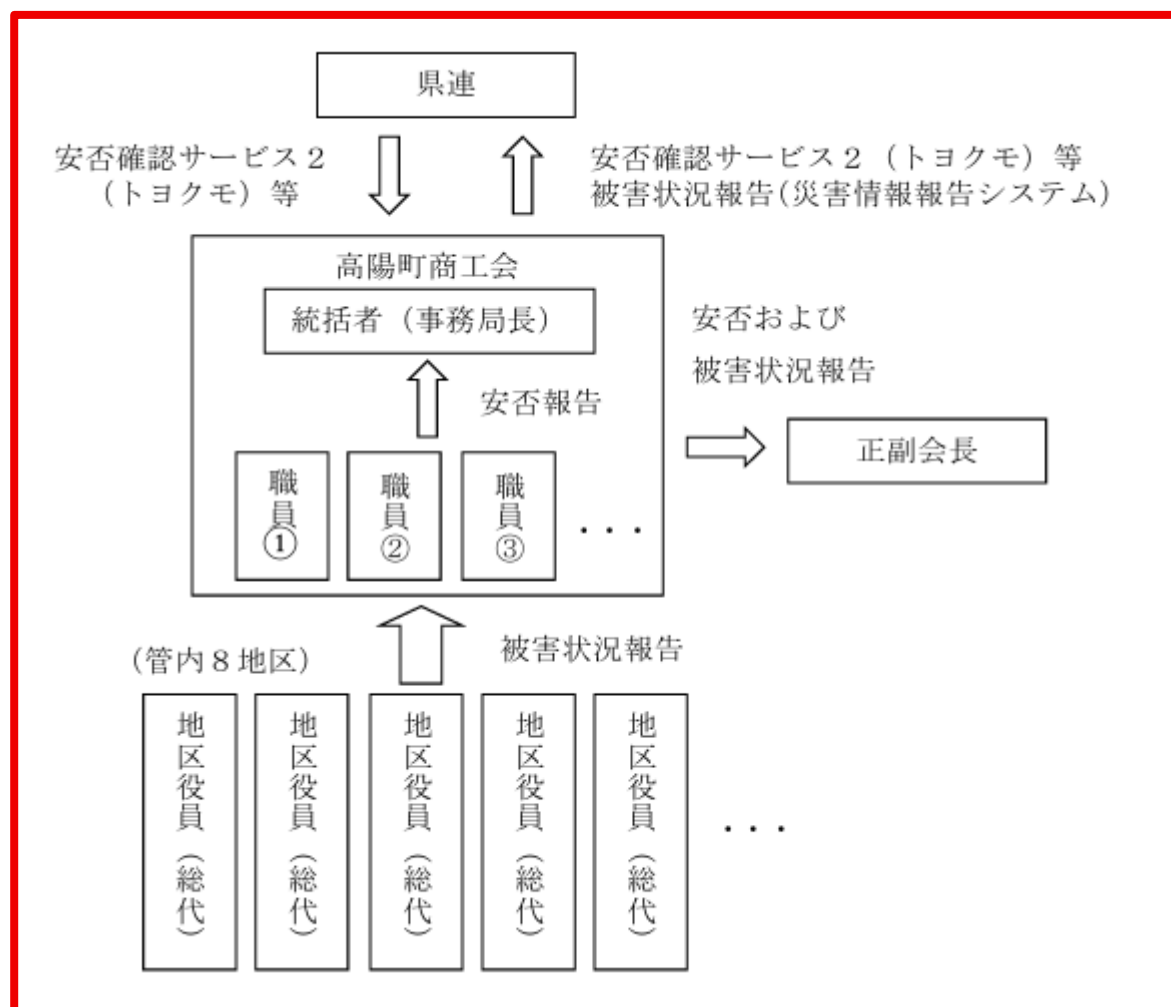 県連
安否確認サービス２
（トヨクモ）等
安否確認サービス２（トヨクモ）等
被害状況報告(災害情報報告システム)
高陽町商工会
統括者（事務局長）
安否報告
安否および
被害状況報告
正副会長
職員①
職員②
職員③
・・・
（管内８地区）
被害状況報告
地区役員（総代）
地区役員（総代）
地区役員（総代）
地区役員（総代）
地区役員（総代）
・・・